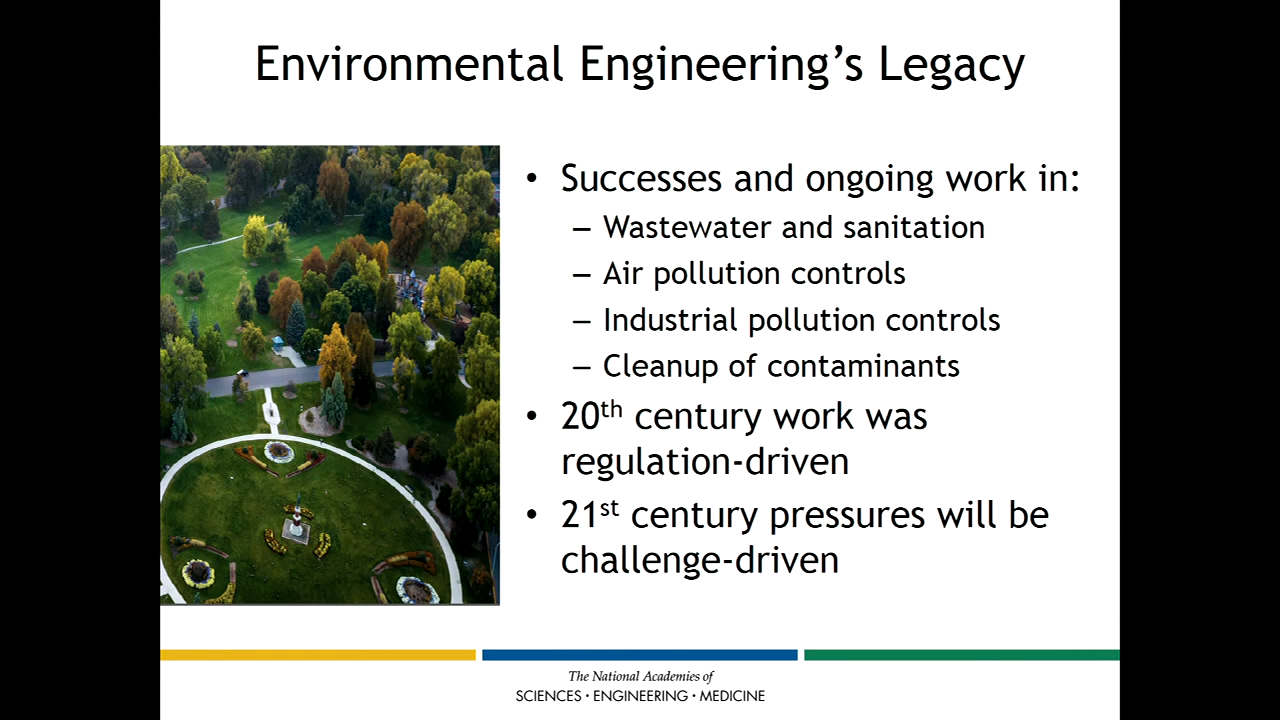 Environmental Engineering’s Legacy
• Successes and ongoing work in:
– Wastewater and sanitation
– Air pollution controls
– Industrial pollution controls
– Cleanup of contaminants
• 20th century work was
regulation-driven
• 21st century pressures will be
challenge-driven
The National Academies of
SCIENCES · ENGINEERING · MEDICINE